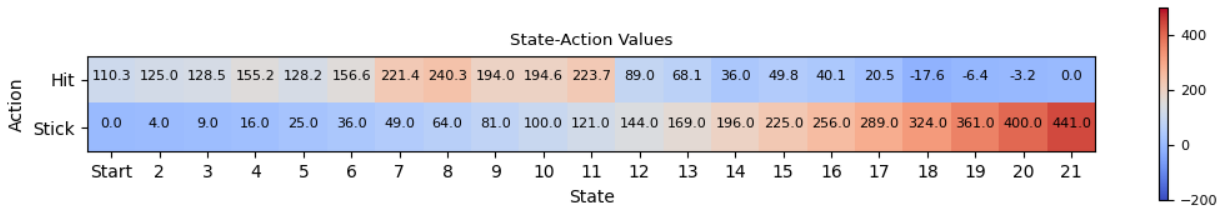 State-Action Values
Action
Hit 110.3 125.0 128.5 155.2 128.2 156.6 221.4 240.3 194.0 194.6 223.7 89.0 68.1 36.0 49.8 40.1 20.5 -17.6 -6.4 -3.2 0.0
Stick 0.0 4.0 9.0 16.0 25.0 36.0 49.0 64.0 81.0 100.0 121.0 144.0 169.0 196.0 225.0 256.0 289.0 324.0 361.0 400.0 441.0
Start 2 3 4 5 6 7 8 9 10 11 12 13 14 15 16 17 18 19 20 21
State
400
200
0
−200